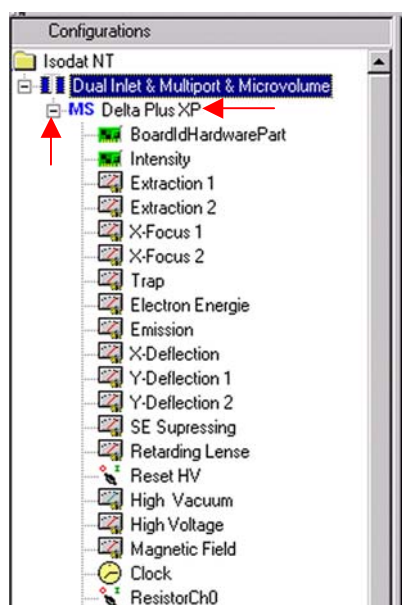 Configurations
Isodat NT
Dual Inlet & Multiport & Microvolume
MS Delta Plus XP
BoardIdHardwarePart
Intensity
Extraction 1
Extraction 2
X-Focus 1
X-Focus 2
Trap
Electron Energie
Emission
X-Deflection
Y-Deflection 1
Y-Deflection 2
SE Supressing
Retarding Lense
Reset HV
High Vacuum
High Voltage
Magnetic Field
Clock
ResistorCh0